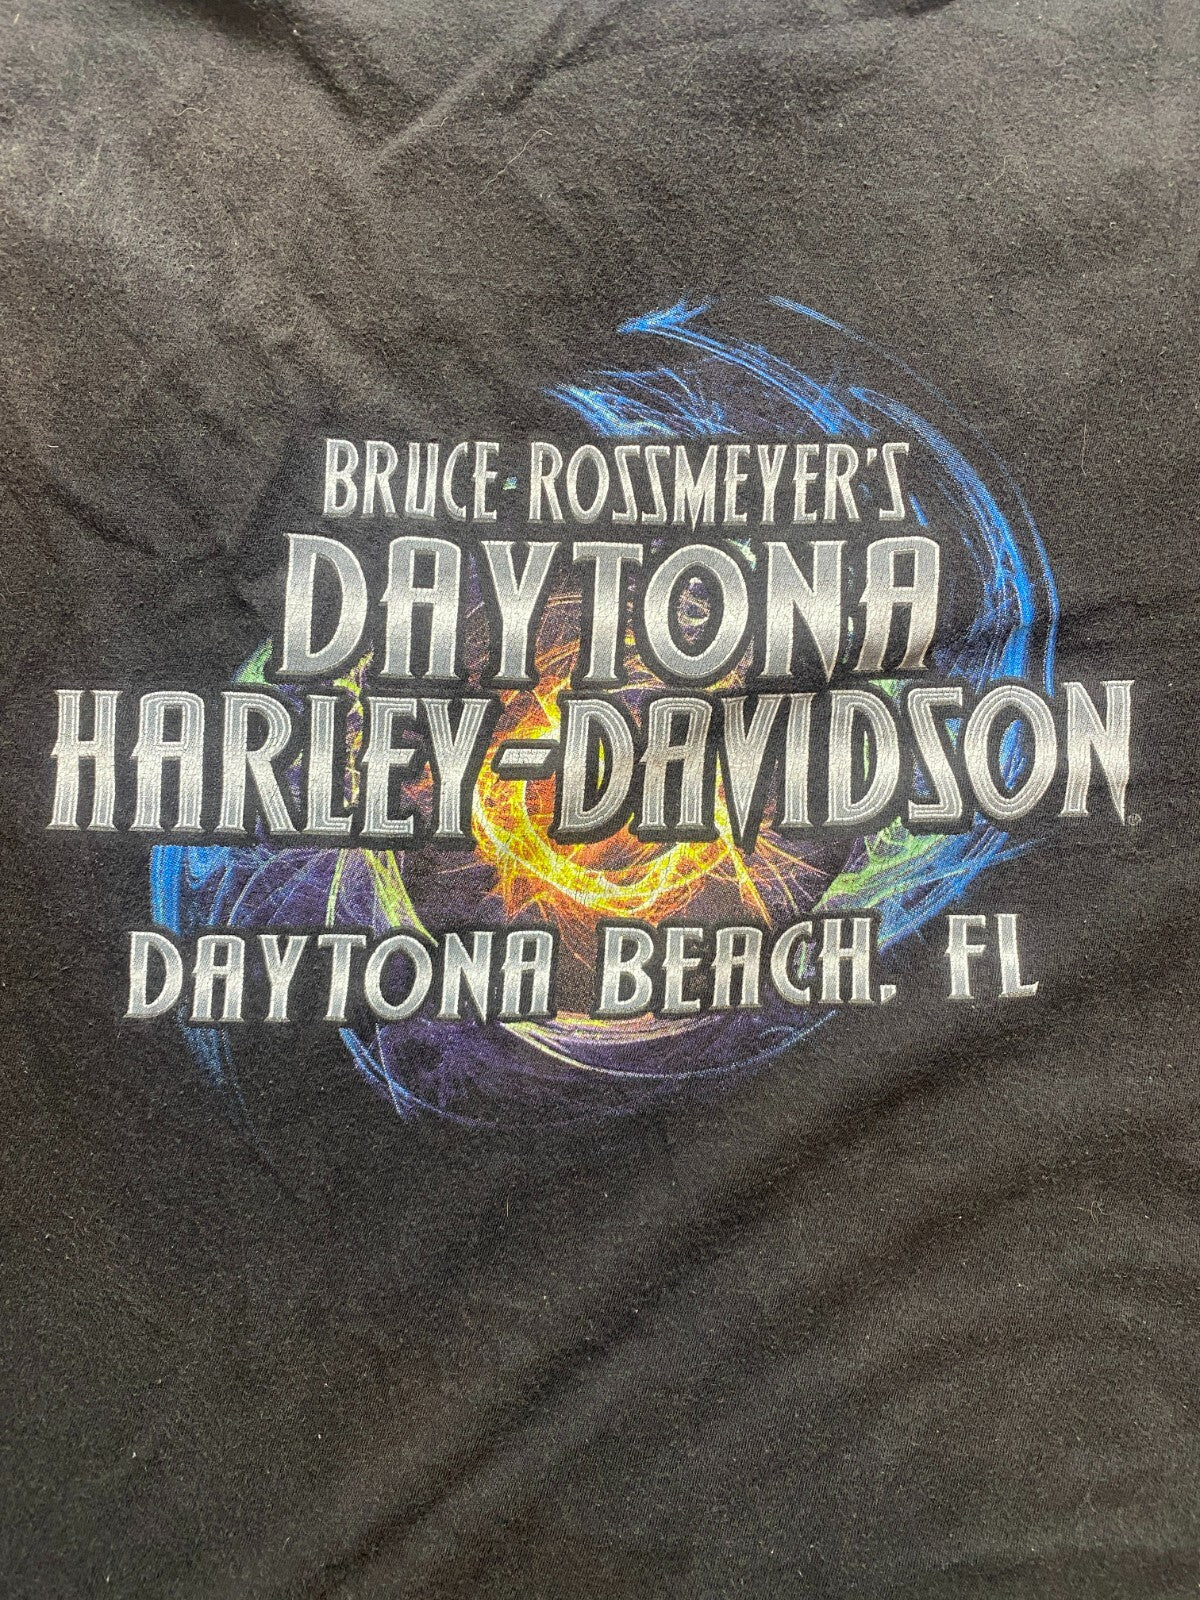 BRUCE ROSSMEYER'S
DAYTONA
HARLEY-DAVIDSON
DAYTONA BEACH, FL